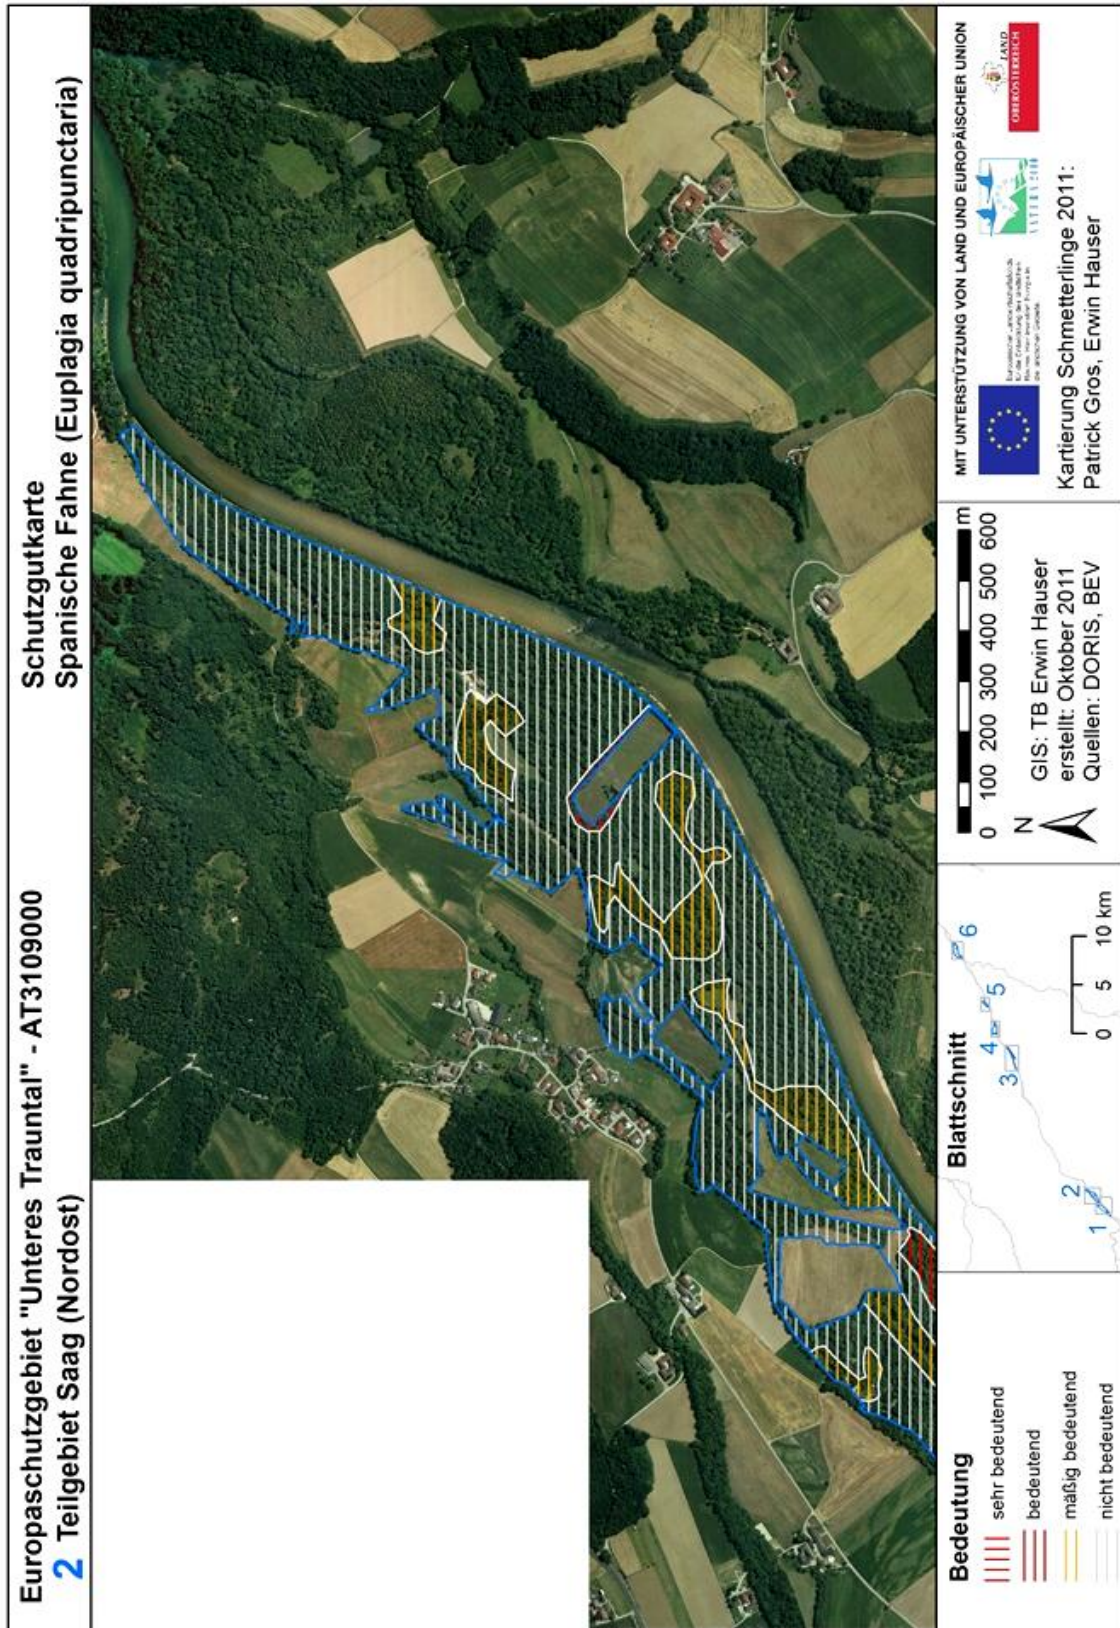 Europaschutzgebiet "Unteres Trauntal" - AT3109000
2 Teilgebiet Saag (Nordost)
Schutzgutkarte
Spanische Fahne (Euplagia quadripunctaria)
Bedeutung
sehr bedeutend
bedeutend
mäßig bedeutend
nicht bedeutend
Blattschnitt
1
2
3
4
5
6
0 5 10 km
0 100 200 300 400 500 600 m
N
GIS: TB Erwin Hauser
erstellt: Oktober 2011
Quellen: DORIS, BEV
MIT UNTERSTÜTZUNG VON LAND UND EUROPÄISCHER UNION
LAND
OBERÖSTERREICH
Kartierung Schmetterlinge 2011:
Patrick Gros, Erwin Hauser